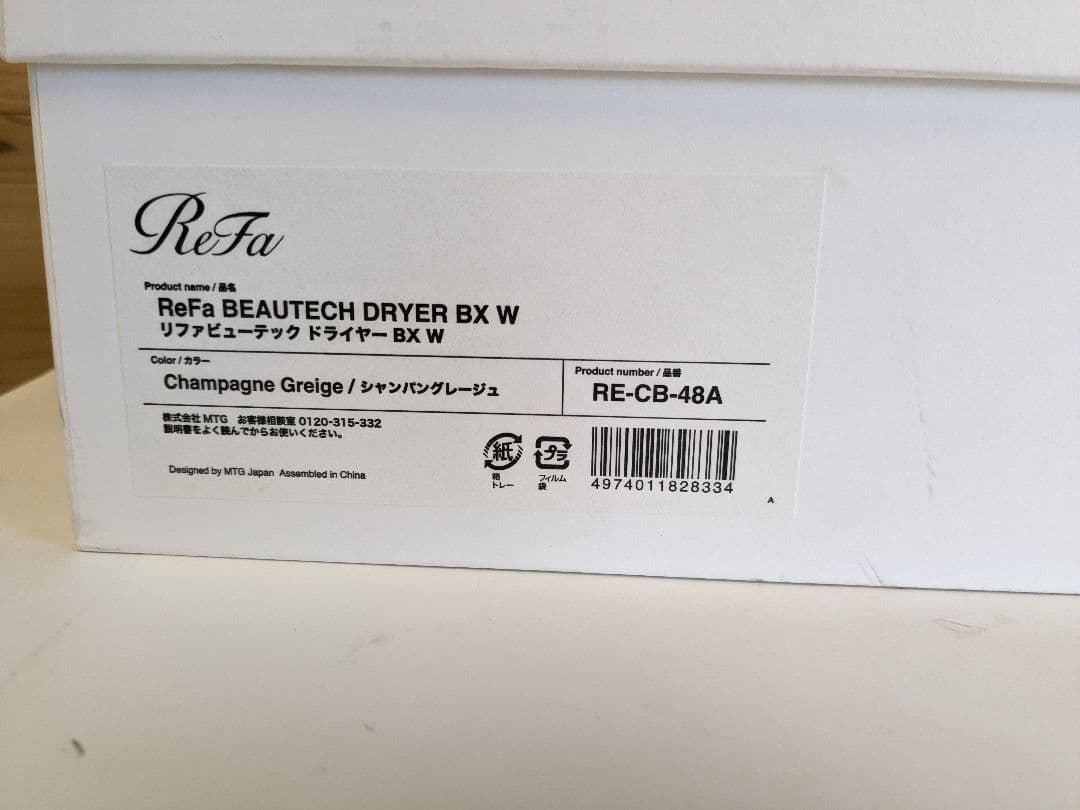 ReFa
Product name / 品名
ReFa BEAUTECH DRYER BX W
リファビューテック ドライヤー BX W
Color / カラー
Champagne Greige / シャンパングレージュ
Product number / 品番
RE-CB-48A
株式会社 MTG お客様相談室 0120-315-332
説明書をよく読んでからお使いください。
Designed by MTG Japan Assembled in China
紙
箱
トレー
プラ
フィルム
袋
4974011828334
A